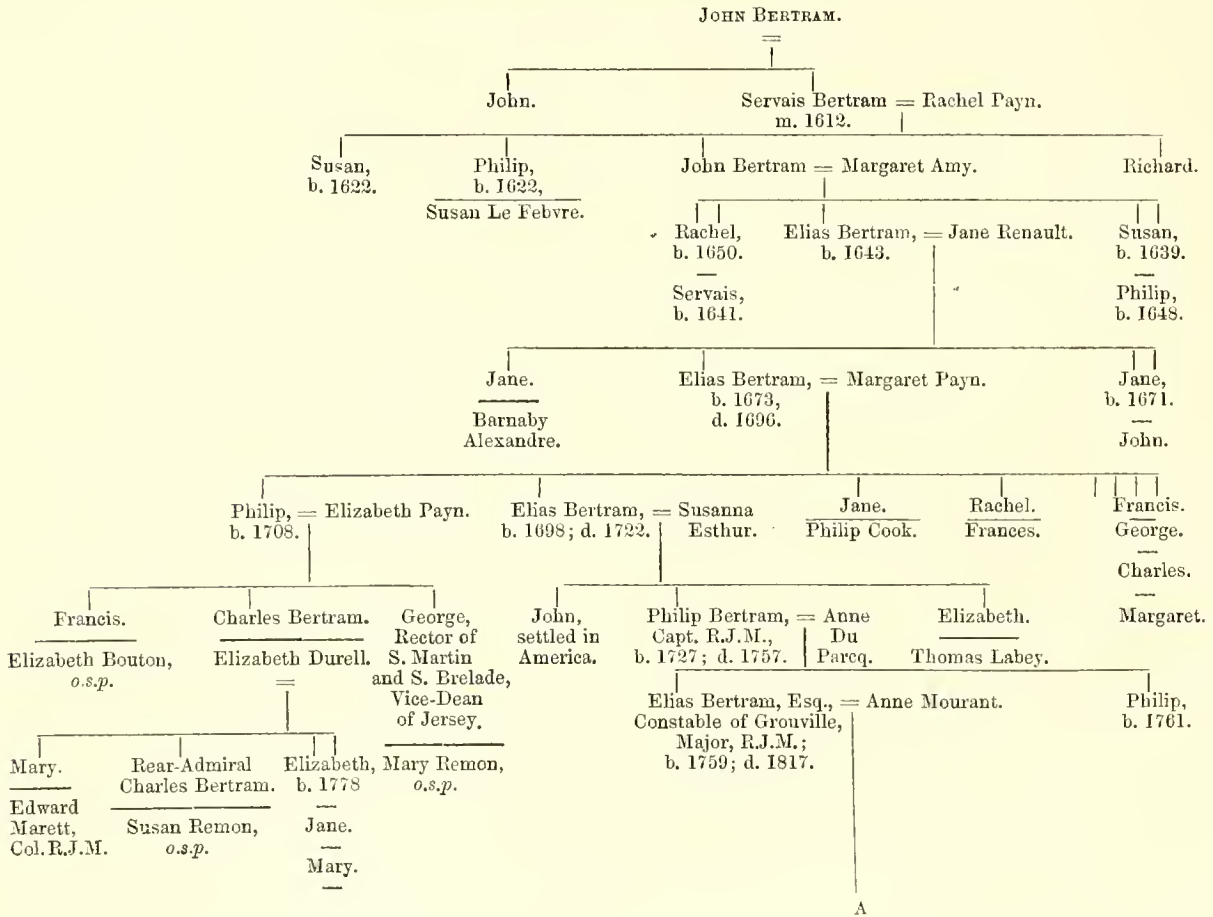 JOHN BERTRAM.
=
John. Servais Bertram = Rachel Payn.
m. 1612.
Susan, Philip, John Bertram = Margaret Amy. Richard.
b. 1622. b. 1622,
Susan Le Febvre.
Rachel, Elias Bertram, = Jane Renault. Susan,
b. 1650. b. 1643. b. 1639.
— —
Servais, Philip,
b. 1641. b. 1648.
Jane. Elias Bertram, = Margaret Payn. Jane,
b. 1673, b. 1671.
Barnaby d. 1696. —
Alexandre. John.
Philip, = Elizabeth Payn. Elias Bertram, = Susanna Jane. Rachel. Francis.
b. 1708. b. 1698; d. 1722. Esthur. Philip Cook. Frances. George.
—
Charles.
—
Francis. Charles Bertram. George, John, Philip Bertram, = Anne Elizabeth. Margaret.
Rector of settled in Capt. R.J.M., Du
Elizabeth Bouton, Elizabeth Durell. S. Martin America. b. 1727; d. 1757. Parcq. Thomas Labey.
o.s.p. = and S. Brelade,
Vice-Dean Elias Bertram, Esq., = Anne Mourant. Philip,
of Jersey. Constable of Grouville, b. 1761.
Major, R.J.M.;
Mary. Rear-Admiral Elizabeth, Mary Remon, b. 1759; d. 1817.
Charles Bertram. b. 1778 o.s.p.
Edward —
Marett, Susan Remon, Jane.
Col. R.J.M. o.s.p. —
Mary.
—
A